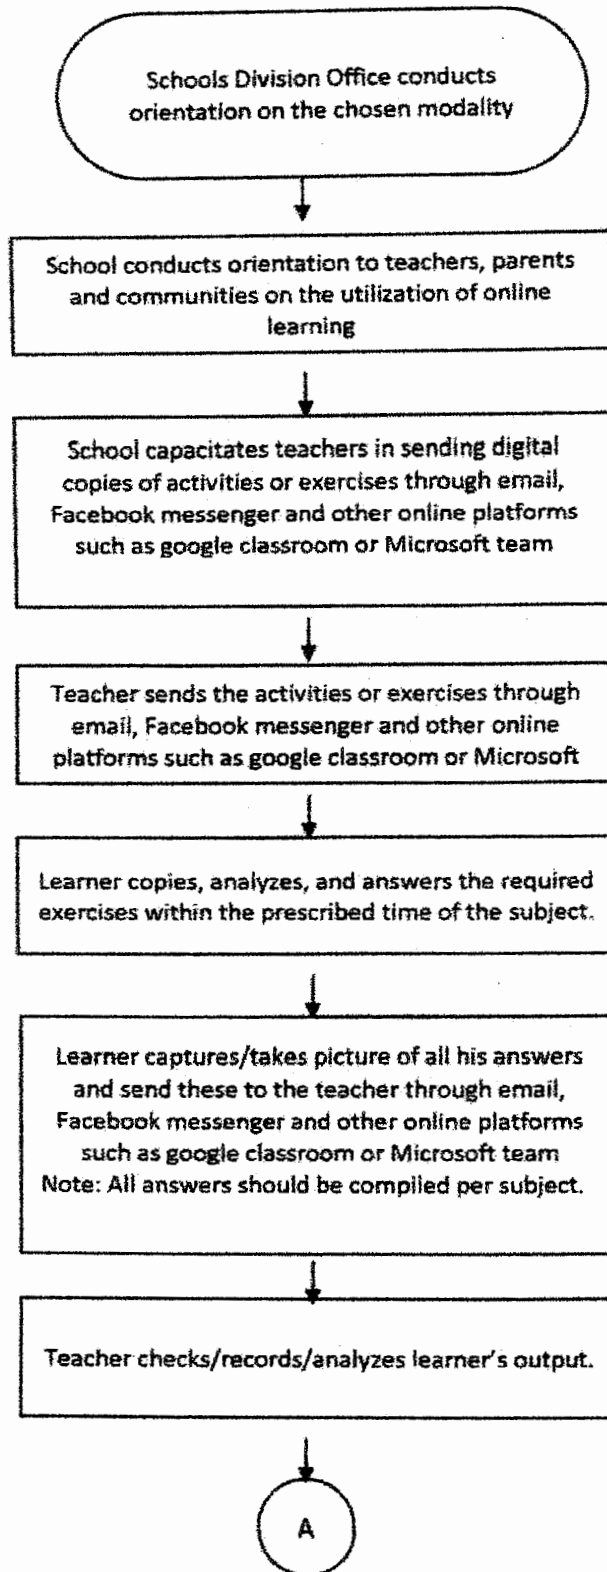 Schools Division Office conducts
orientation on the chosen modality
School conducts orientation to teachers, parents
and communities on the utilization of online
learning
School capacitates teachers in sending digital
copies of activities or exercises through email,
Facebook messenger and other online platforms
such as google classroom or Microsoft team
Teacher sends the activities or exercises through
email, Facebook messenger and other online
platforms such as google classroom or Microsoft
Learner copies, analyzes, and answers the required
exercises within the prescribed time of the subject.
Learner captures/takes picture of all his answers
and send these to the teacher through email,
Facebook messenger and other online platforms
such as google classroom or Microsoft team
Note: All answers should be compiled per subject.
Teacher checks/records/analyzes learner's output.
A